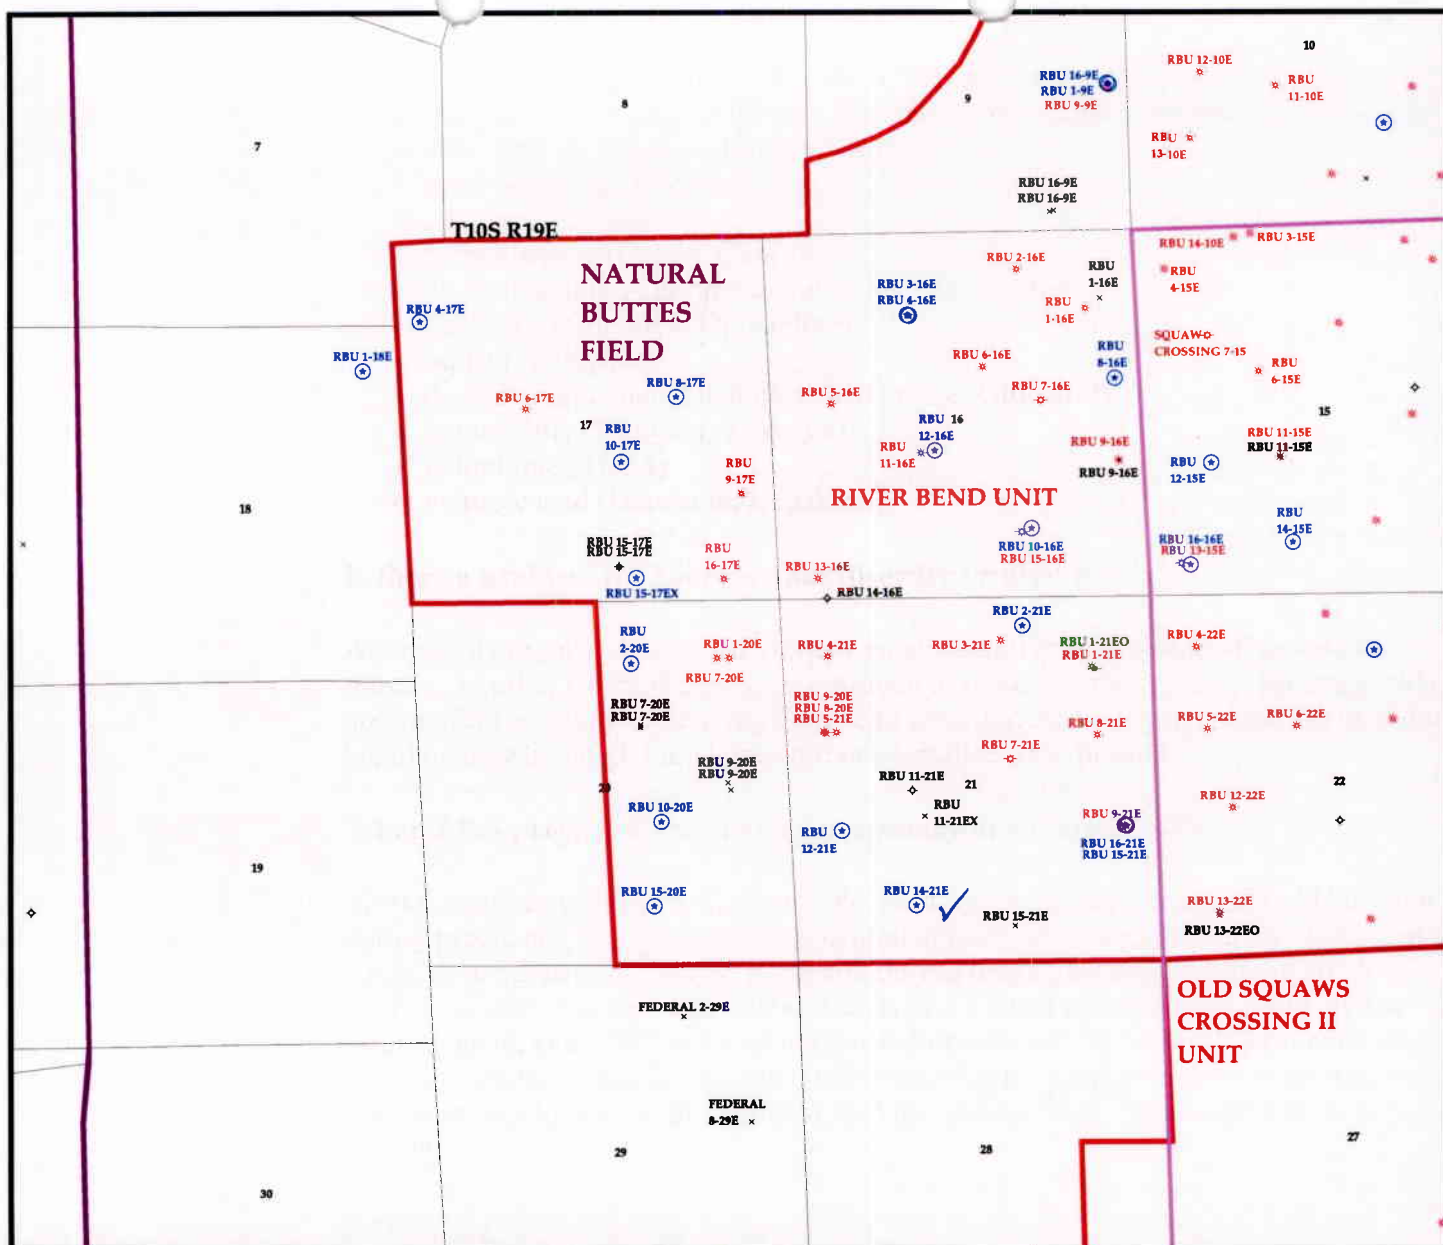 10
RBU 12-10E
RBU 16-9E
RBU 1-9E
RBU 9-9E
RBU
11-10E
8
9
7
RBU
13-10E
RBU 16-9E
RBU 16-9E
T10S R19E
RBU 14-10E
RBU 3-15E
NATURAL
BUTTES
FIELD
RBU 2-16E
RBU
1-16E
RBU
4-15E
RBU 3-16E
RBU 4-16E
RBU 4-17E
RBU
1-16E
SQUAW
CROSSING 7-15
RBU 1-18E
RBU 6-16E
RBU
8-16E
RBU
6-15E
RBU 8-17E
RBU 6-17E
RBU 5-16E
RBU 7-16E
17
RBU
10-17E
RBU
12-16E
16
15
RBU
11-16E
RBU 9-16E
RBU 9-16E
RBU 11-15E
RBU 11-15E
RBU
9-17E
RBU
12-15E
RIVER BEND UNIT
18
RBU
14-15E
RBU 15-17E
RBU 15-17E
RBU
16-17E
RBU 10-16E
RBU 15-16E
RBU 16-16E
RBU 13-15E
RBU 13-16E
RBU 15-17EX
RBU 14-16E
RBU 2-21E
RBU
2-20E
RBU 1-20E
RBU 4-21E
RBU 3-21E
RBU 1-21EO
RBU 1-21E
RBU 4-22E
RBU 7-20E
RBU 7-20E
RBU 7-20E
RBU 9-20E
RBU 8-20E
RBU 5-21E
RBU 8-21E
RBU 5-22E
RBU 6-22E
RBU 7-21E
RBU 9-20E
RBU 9-20E
RBU 11-21E
21
22
20
RBU
11-21EX
RBU 12-22E
RBU 10-20E
RBU
12-21E
RBU 9-21E
RBU 16-21E
RBU 15-21E
19
RBU 15-20E
RBU 14-21E
RBU 15-21E
RBU 13-22E
RBU 13-22EO
OLD SQUAWS
CROSSING II
UNIT
FEDERAL 2-29E
FEDERAL
8-29E
29
28
27
30